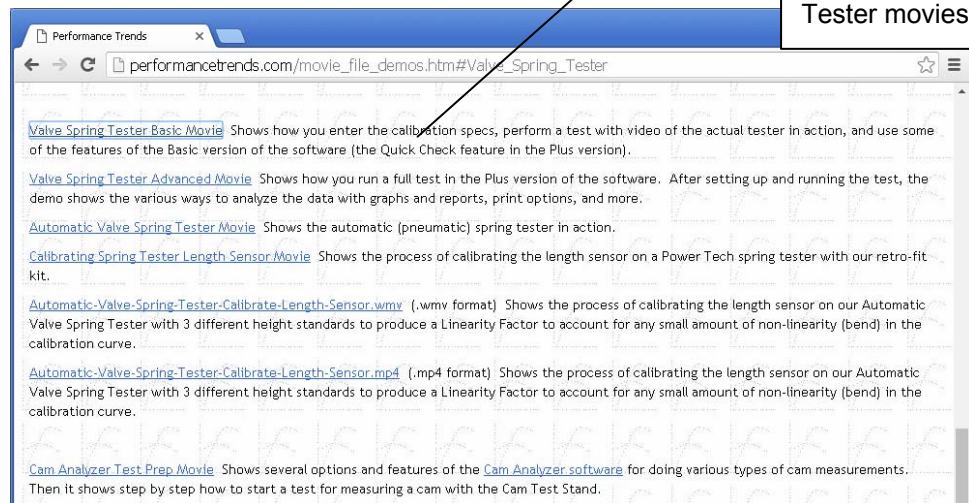 Tester movies
Performance Trends
performancetrends.com/movie_file_demos.htm#Valve_Spring_Tester
Valve Spring Tester Basic Movie Shows how you enter the calibration specs, perform a test with video of the actual tester in action, and use some
of the features of the Basic version of the software (the Quick Check feature in the Plus version).
Valve Spring Tester Advanced Movie Shows how you run a full test in the Plus version of the software. After setting up and running the test, the
demo shows the various ways to analyze the data with graphs and reports, print options, and more.
Automatic Valve Spring Tester Movie Shows the automatic (pneumatic) spring tester in action.
Calibrating Spring Tester Length Sensor Movie Shows the process of calibrating the length sensor on a Power Tech spring tester with our retro-fit
kit.
Automatic-Valve-Spring-Tester-Calibrate-Length-Sensor.wmv (.wmv format) Shows the process of calibrating the length sensor on our Automatic
Valve Spring Tester with 3 different height standards to produce a Linearity Factor to account for any small amount of non-linearity (bend) in the
calibration curve.
Automatic-Valve-Spring-Tester-Calibrate-Length-Sensor.mp4 (.mp4 format) Shows the process of calibrating the length sensor on our Automatic
Valve Spring Tester with 3 different height standards to produce a Linearity Factor to account for any small amount of non-linearity (bend) in the
calibration curve.
Cam Analyzer Test Prep Movie Shows several options and features of the Cam Analyzer software for doing various types of cam measurements.
Then it shows step by step how to start a test for measuring a cam with the Cam Test Stand.